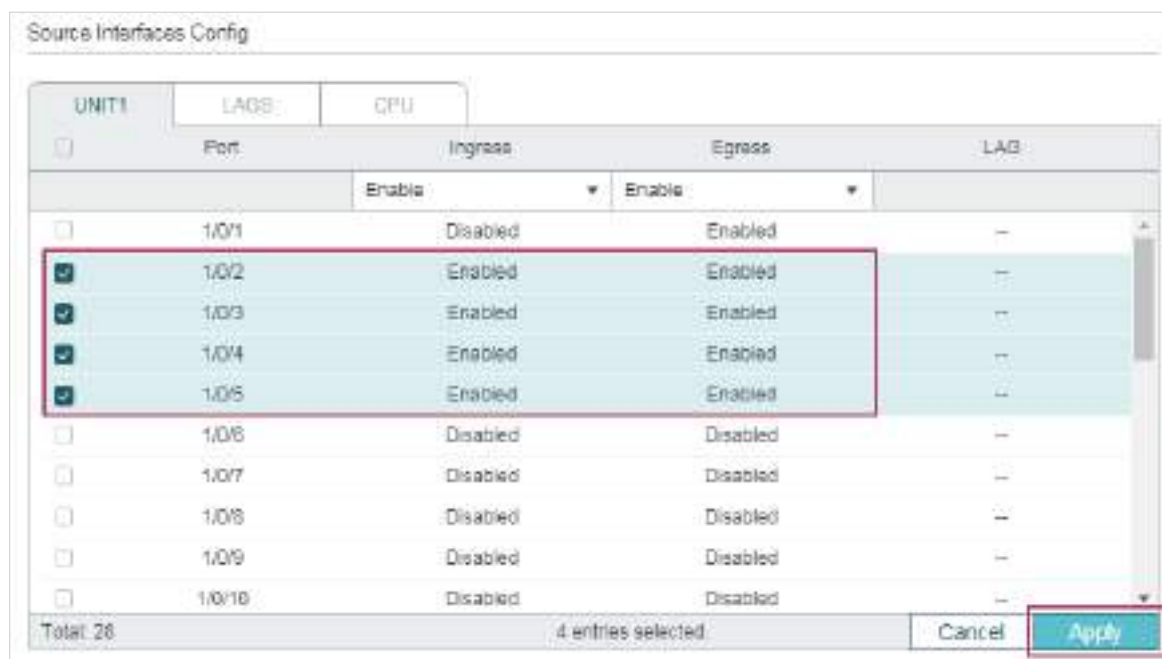 Source Interfaces Config
UNIT1 LAGS CPU
Port Ingress Egress LAG
Enable Enable
1/0/1 Disabled Enabled --
1/0/2 Enabled Enabled --
1/0/3 Enabled Enabled --
1/0/4 Enabled Enabled --
1/0/5 Enabled Enabled --
1/0/6 Disabled Disabled --
1/0/7 Disabled Disabled --
1/0/8 Disabled Disabled --
1/0/9 Disabled Disabled --
1/0/10 Disabled Disabled --
Total: 28 4 entries selected. Cancel Apply